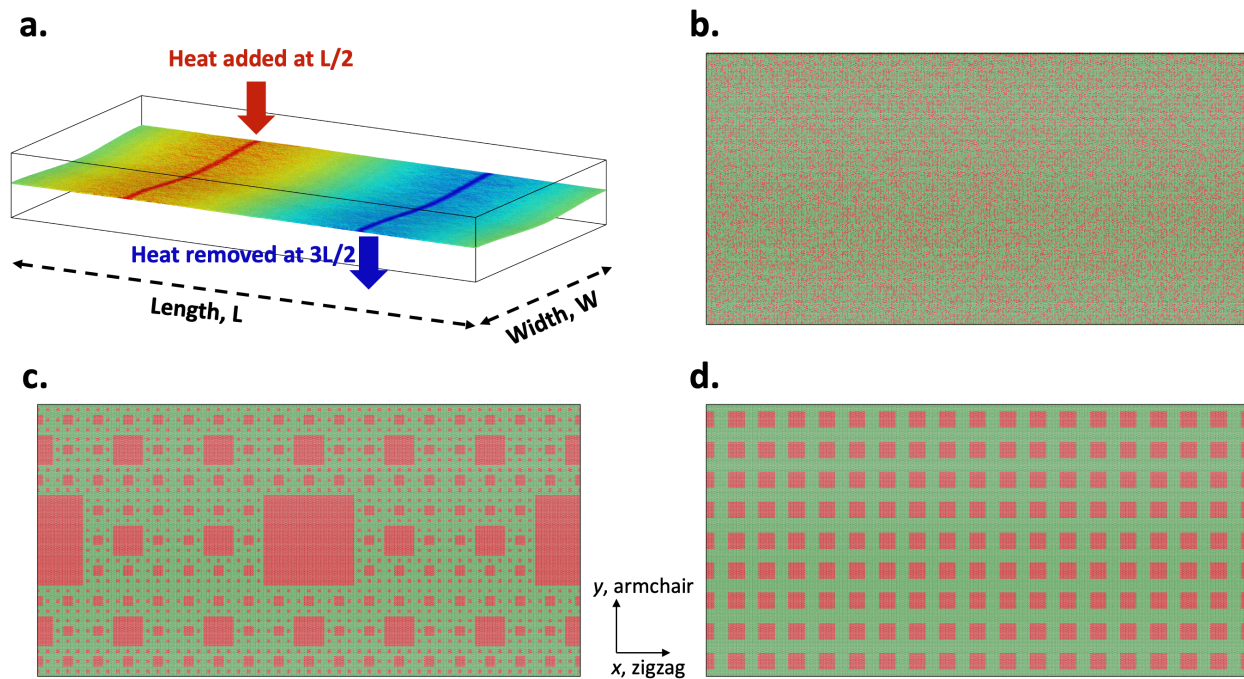 a.
Heat added at L/2
Heat removed at 3L/2
Length, L
Width, W
b.
c.
d.
y, armchair
x, zigzag